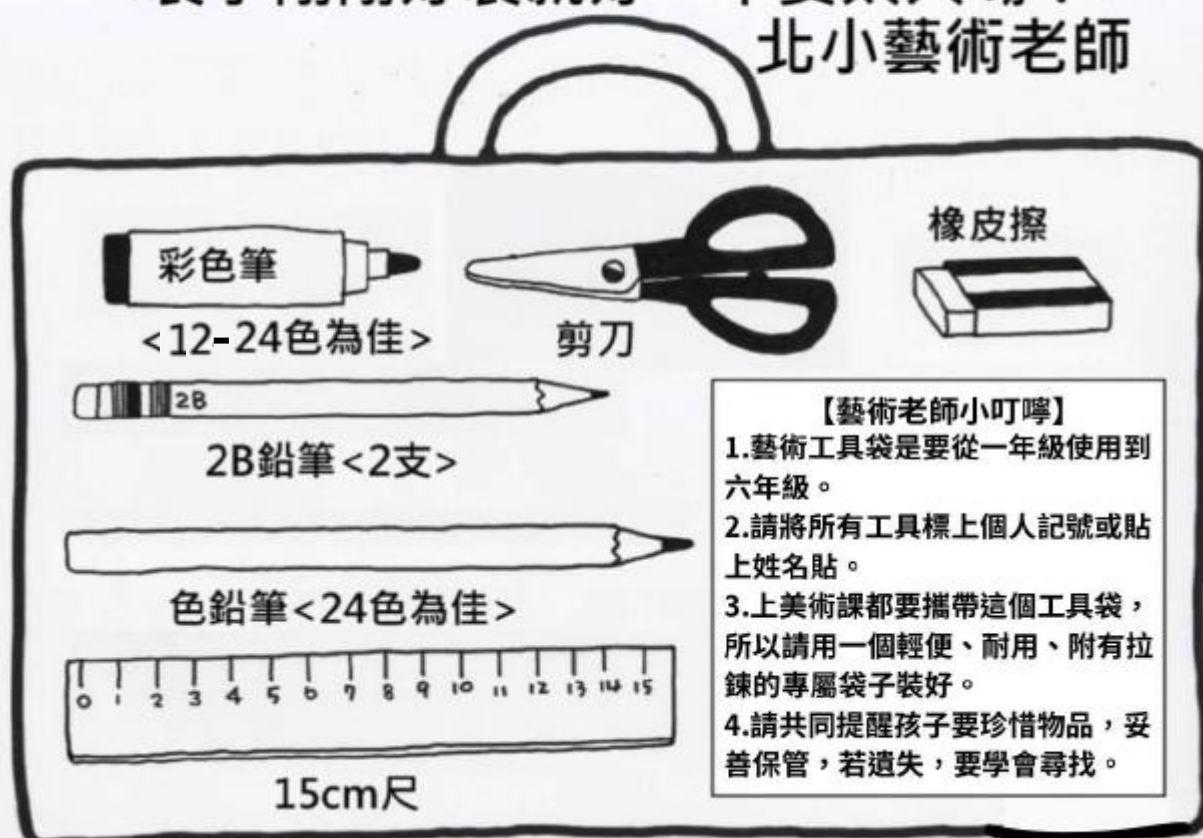 北小藝術老師
彩色筆
<12-24色為佳>
剪刀
橡皮擦
2B
2B鉛筆<2支>
色鉛筆<24色為佳>
0 1 2 3 4 5 6 7 8 9 10 11 12 13 14 15
15cm尺
【藝術老師小叮嚀】
1.藝術工具袋是要從一年級使用到
六年級。
2.請將所有工具標上個人記號或貼
上姓名貼。
3.上美術課都要攜帶這個工具袋，
所以請用一個輕便、耐用、附有拉
鍊的專屬袋子裝好。
4.請共同提醒孩子要珍惜物品，妥
善保管，若遺失，要學會尋找。